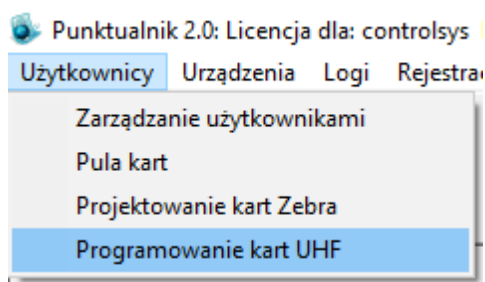 Punktualnik 2.0: Licencja dla: controlsys
Użytkownicy Urządzenia Logi
Zarządzanie użytkownikami
Pula kart
Projektowanie kart Zebra
Programowanie kart UHF